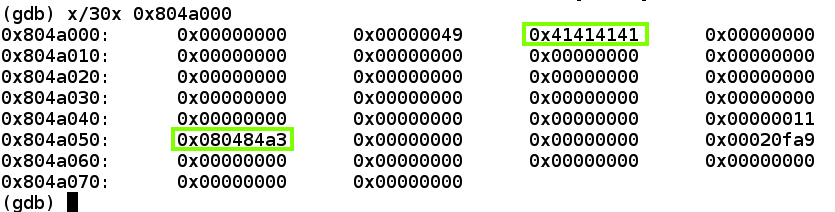 (gdb) x/30x 0x804a000
0x804a000: 0x00000000 0x00000049 0x41414141 0x00000000
0x804a010: 0x00000000 0x00000000 0x00000000 0x00000000
0x804a020: 0x00000000 0x00000000 0x00000000 0x00000000
0x804a030: 0x00000000 0x00000000 0x00000000 0x00000000
0x804a040: 0x00000000 0x00000000 0x00000000 0x00000011
0x804a050: 0x080484a3 0x00000000 0x00000000 0x00020fa9
0x804a060: 0x00000000 0x00000000 0x00000000 0x00000000
0x804a070: 0x00000000 0x00000000
(gdb)